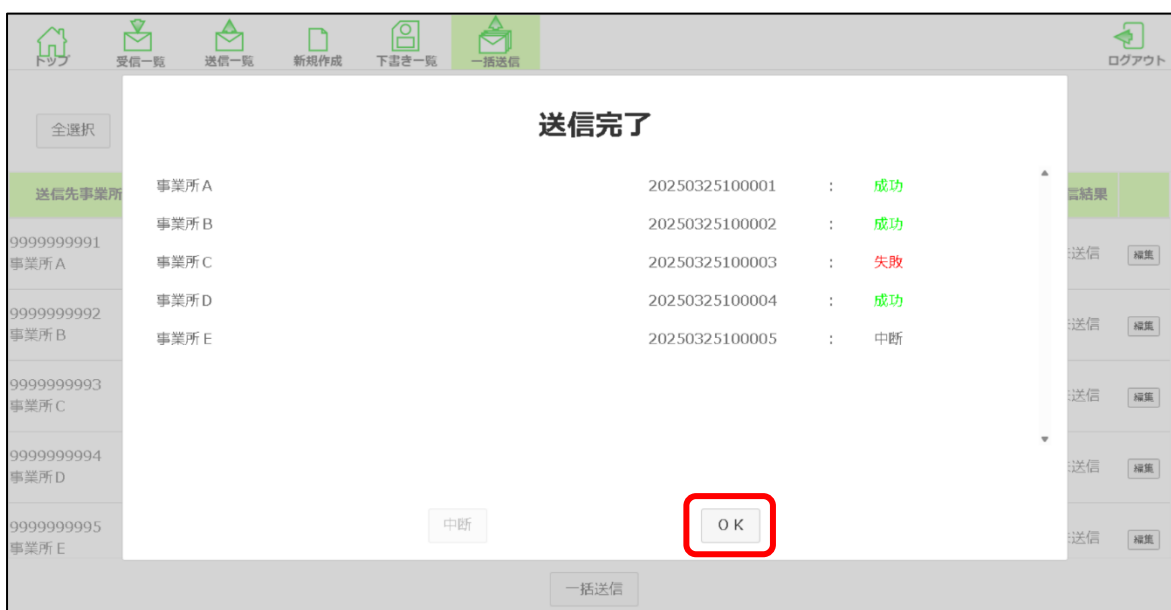 トップ 受信一覧 送信一覧 新規作成 下書き一覧 一括送信 ログアウト
全選択
送信完了
送信先事業所 信結果
事業所A 20250325100001 : 成功
事業所B 20250325100002 : 成功
事業所C 20250325100003 : 失敗
事業所D 20250325100004 : 成功
事業所E 20250325100005 : 中断
9999999991
事業所A 送信 編集
9999999992
事業所B 送信 編集
9999999993
事業所C 送信 編集
9999999994
事業所D 送信 編集
9999999995
事業所E 送信 編集
中断 OK
一括送信